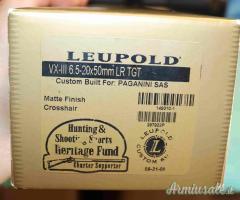 LEUPOLD®
VX-III 6.5-20x50mm LR TGT
Custom Built For: PAGANINI SAS
Matte Finish
Crosshair
Hunting &
Shooting Sports
Heritage Fund
Charter Supporter
LEUPOLD
L
CUSTOM
Armiusate.it